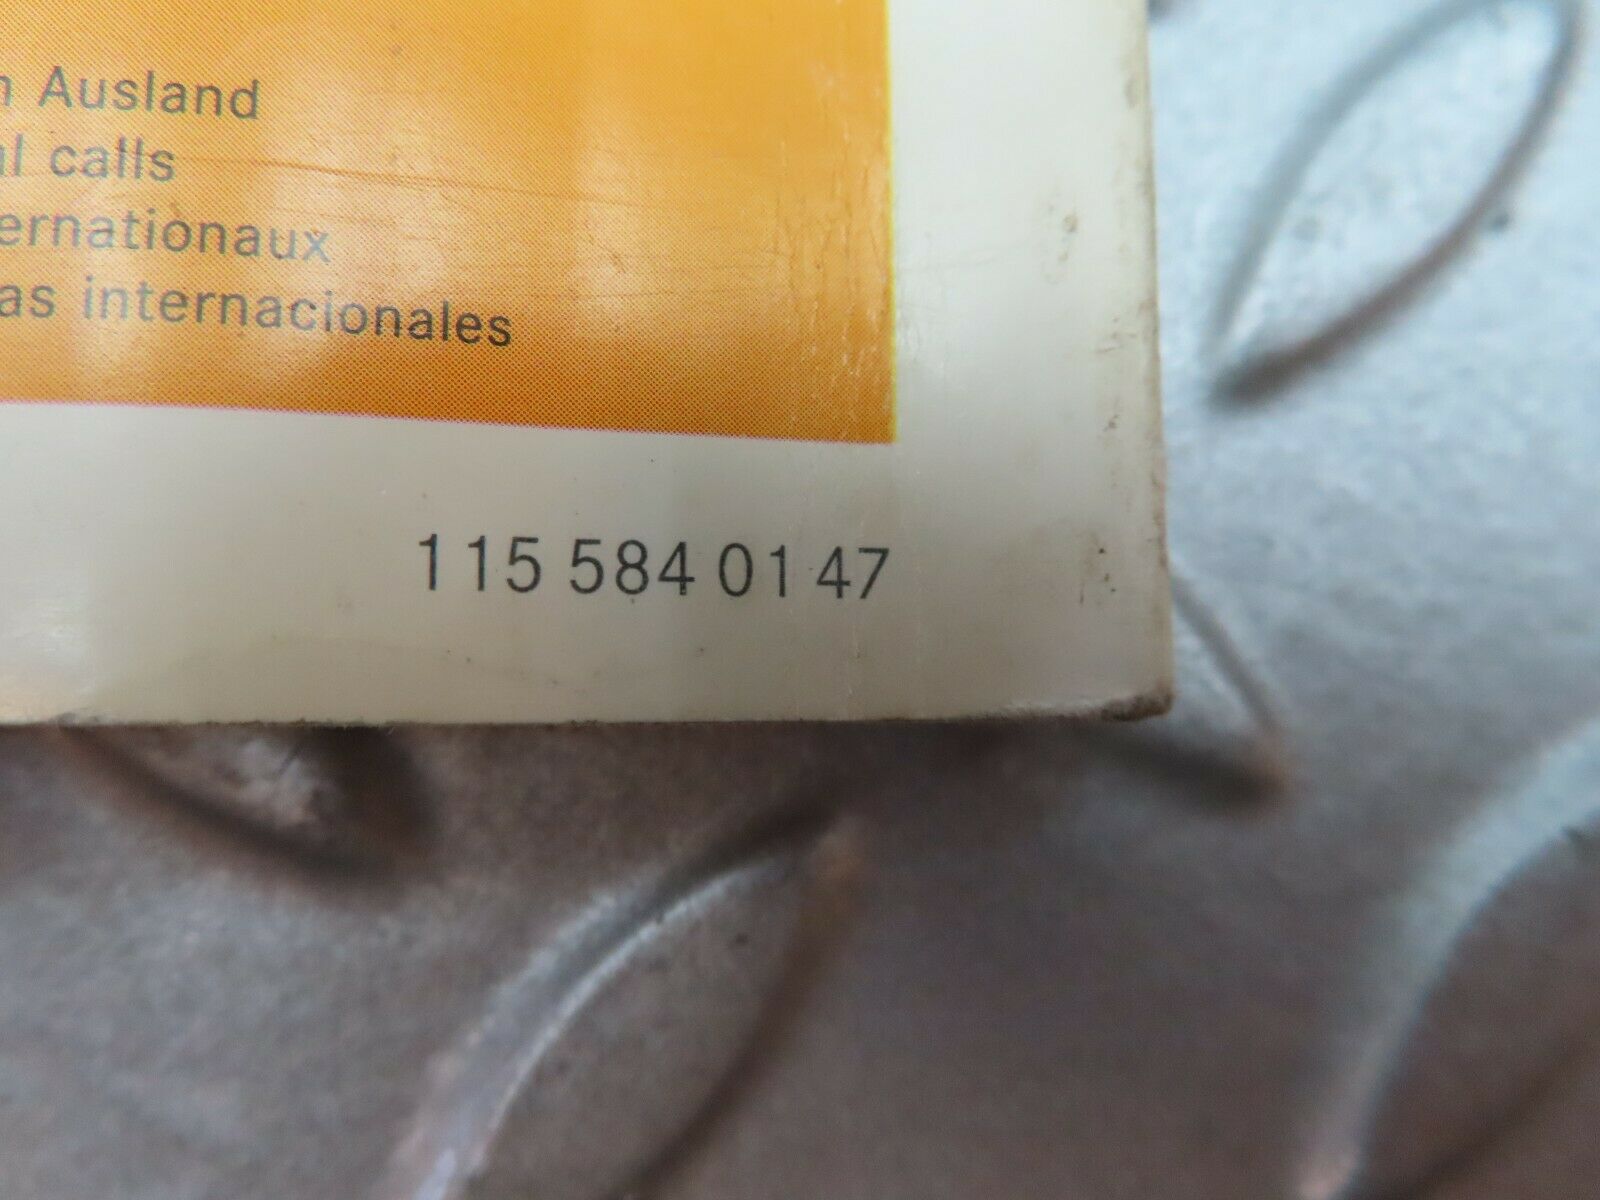 Ausland
calls
ernationaux
as internacionales
115 584 01 47